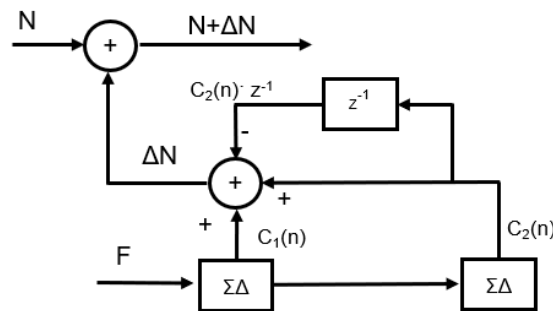 N
+
N+ΔN
C₂(n)· z⁻¹
z⁻¹
-
ΔN
+
+
+
C₁(n)
C₂(n)
F
ΣΔ
ΣΔ